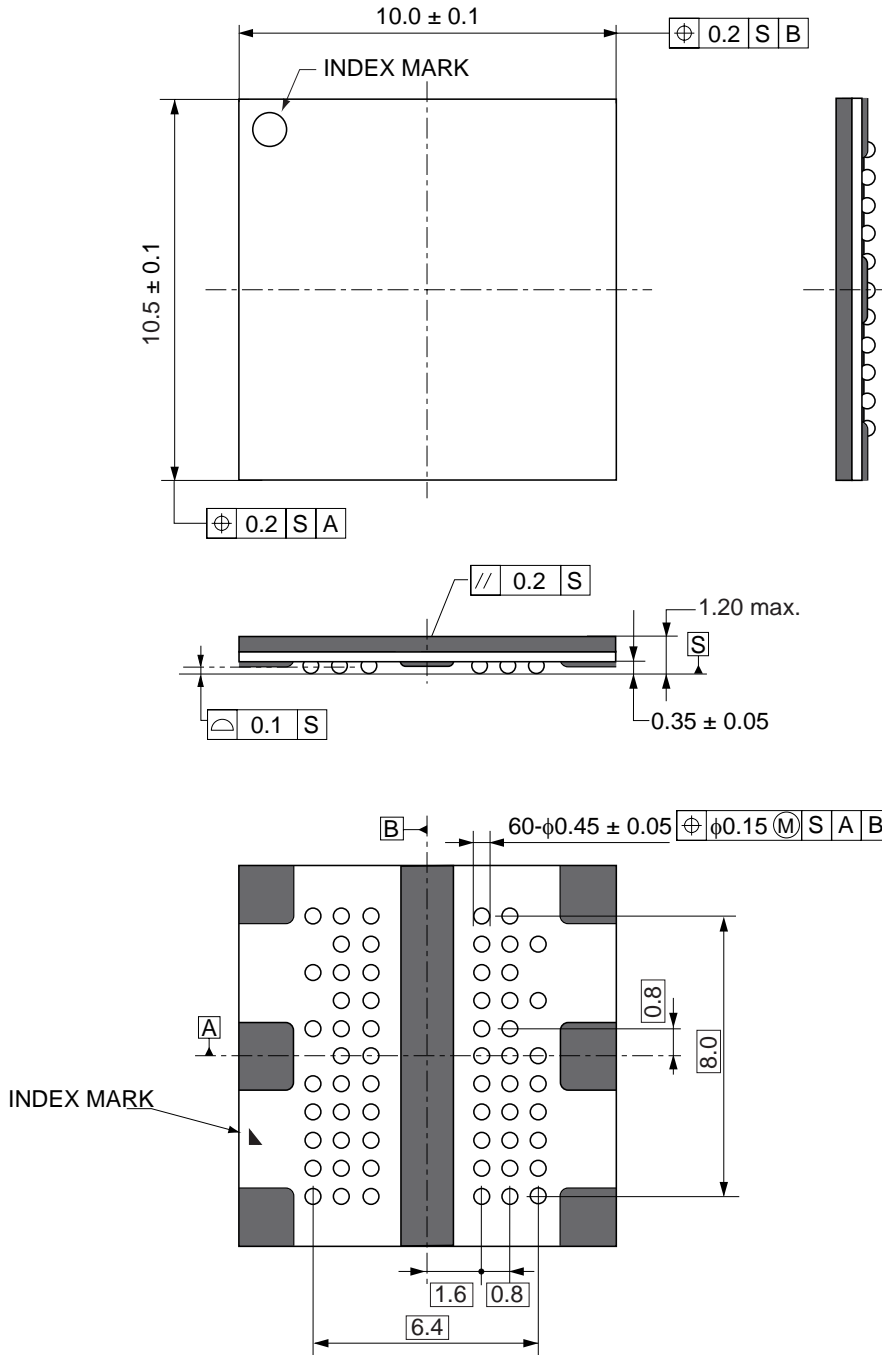 10.0 ± 0.1
⌖ 0.2 S B
INDEX MARK
10.5 ± 0.1
⌖ 0.2 S A
// 0.2 S
1.20 max.
S
⌓ 0.1 S
0.35 ± 0.05
B
60-ϕ0.45 ± 0.05 ⌖ ϕ0.15 Ⓜ S A B
A
0.8
8.0
INDEX MARK
1.6 0.8
6.4